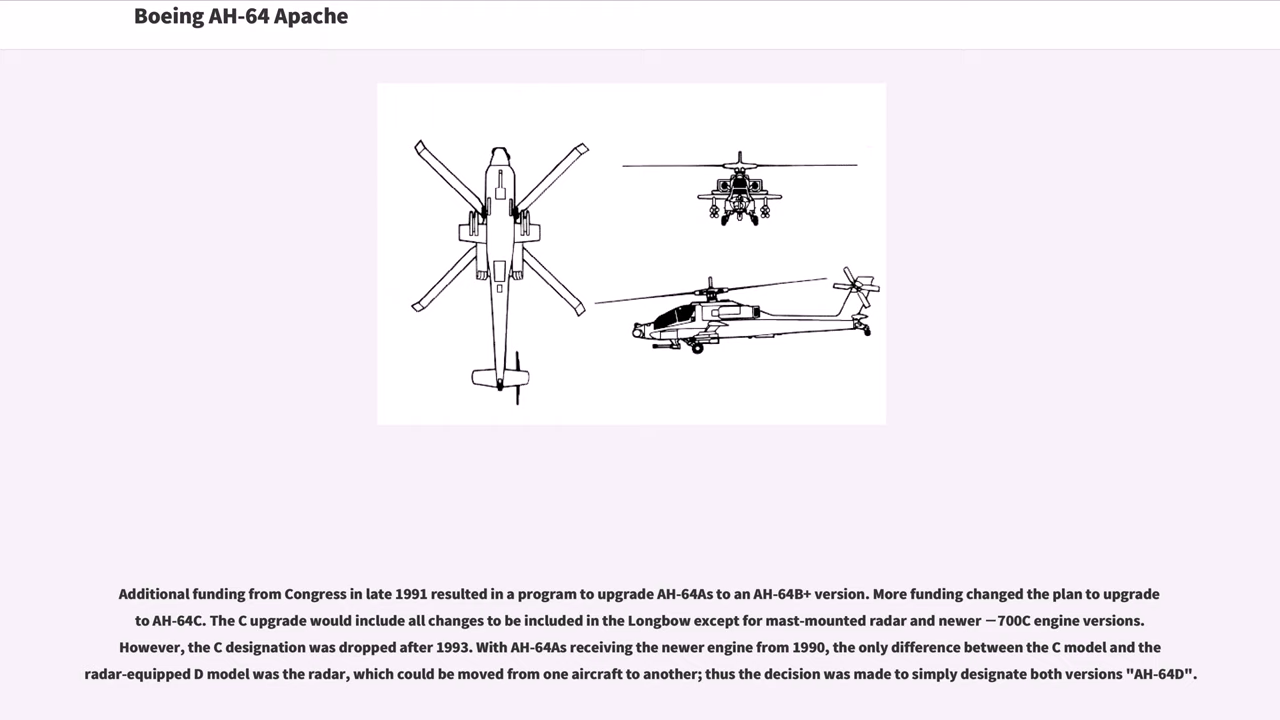 Boeing AH-64 Apache
Additional funding from Congress in late 1991 resulted in a program to upgrade AH-64As to an AH-64B+ version. More funding changed the plan to upgrade
to AH-64C. The C upgrade would include all changes to be included in the Longbow except for mast-mounted radar and newer −700C engine versions.
However, the C designation was dropped after 1993. With AH-64As receiving the newer engine from 1990, the only difference between the C model and the
radar-equipped D model was the radar, which could be moved from one aircraft to another; thus the decision was made to simply designate both versions "AH-64D".